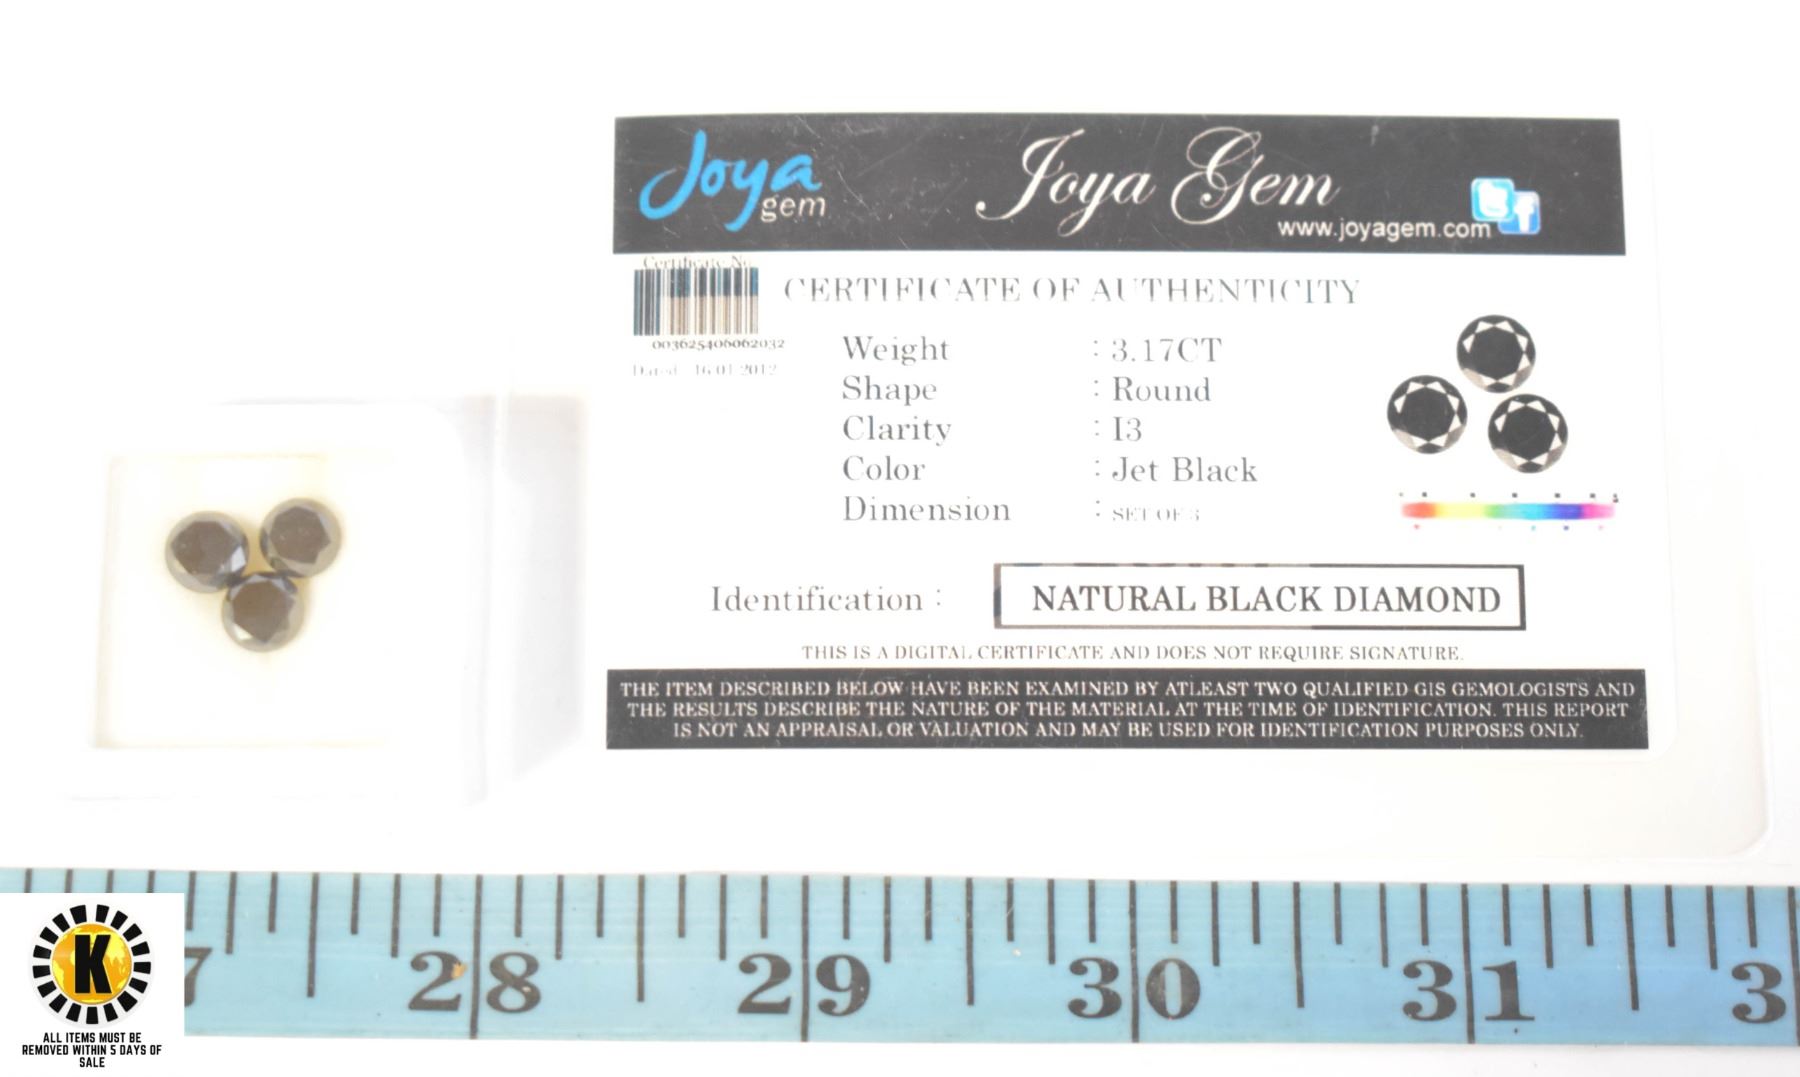 Joya
gem
Joya Gem
www.joyagem.com
Certificate No.
003625406062032
Dated : 16.01.2012
CERTIFICATE OF AUTHENTICITY
Weight : 3.17CT
Shape : Round
Clarity : I3
Color : Jet Black
Dimension : SET OF 3
Identification : NATURAL BLACK DIAMOND
THIS IS A DIGITAL CERTIFICATE AND DOES NOT REQUIRE SIGNATURE.
THE ITEM DESCRIBED BELOW HAVE BEEN EXAMINED BY ATLEAST TWO QUALIFIED GIS GEMOLOGISTS AND
THE RESULTS DESCRIBE THE NATURE OF THE MATERIAL AT THE TIME OF IDENTIFICATION. THIS REPORT
IS NOT AN APPRAISAL OR VALUATION AND MAY BE USED FOR IDENTIFICATION PURPOSES ONLY.
7 28 29 30 31 3
K
ALL ITEMS MUST BE
REMOVED WITHIN 5 DAYS OF
SALE